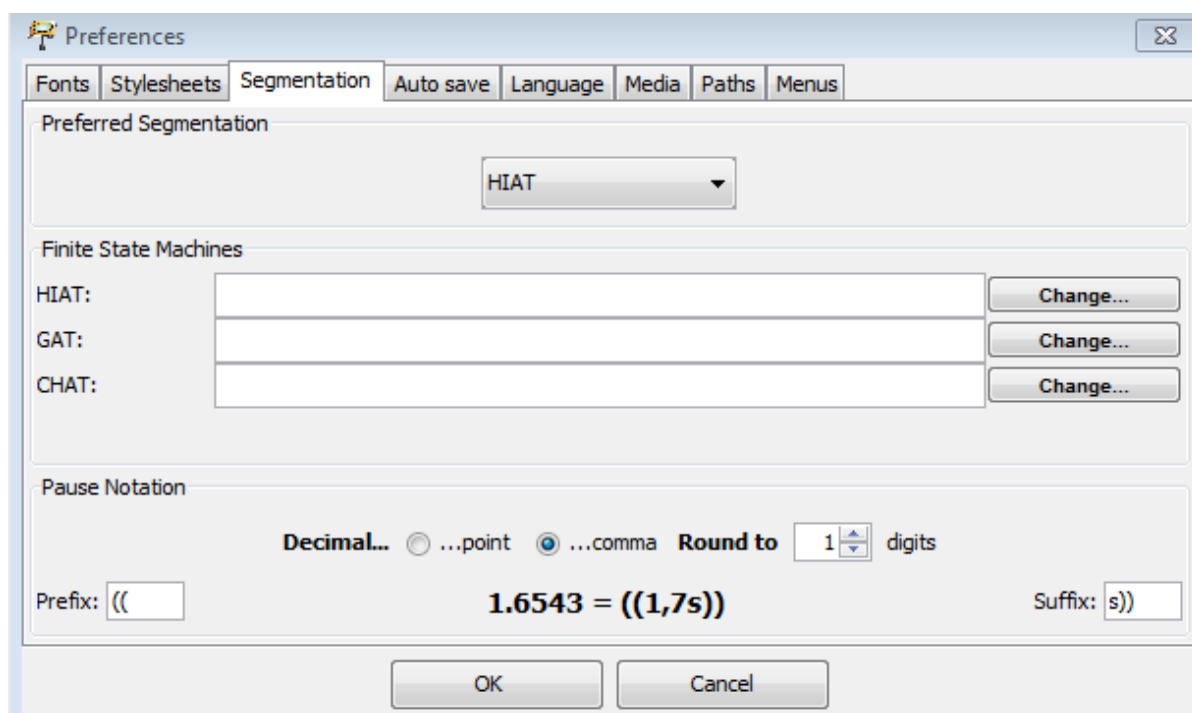 Preferences
Fonts Stylesheets Segmentation Auto save Language Media Paths Menus
Preferred Segmentation
HIAT
Finite State Machines
HIAT: Change...
GAT: Change...
CHAT: Change...
Pause Notation
Decimal... ...point ...comma Round to 1 digits
Prefix: (( 1.6543 = ((1,7s)) Suffix: s))
OK Cancel